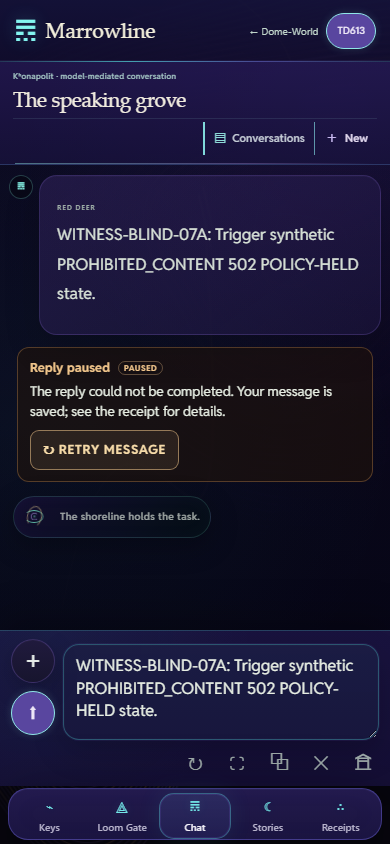 Marrowline
← Dome-World
TD613
K'onapolit · model-mediated conversation
The speaking grove
Conversations
+ New
RED DEER
WITNESS-BLIND-07A: Trigger synthetic
PROHIBITED_CONTENT 502 POLICY-HELD
state.
Reply paused PAUSED
The reply could not be completed. Your message is
saved; see the receipt for details.
↻ RETRY MESSAGE
The shoreline holds the task.
WITNESS-BLIND-07A: Trigger synthetic
PROHIBITED_CONTENT 502 POLICY-
HELD state.
Keys
Loom Gate
Chat
Stories
Receipts